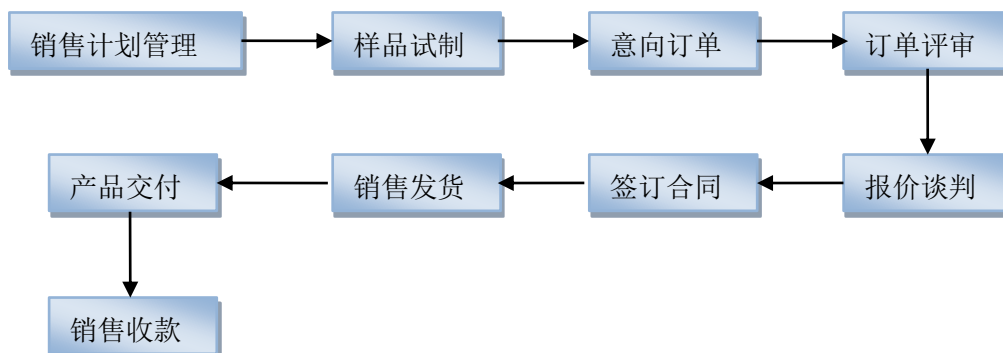 销售计划管理
样品试制
意向订单
订单评审
报价谈判
签订合同
销售发货
产品交付
销售收款